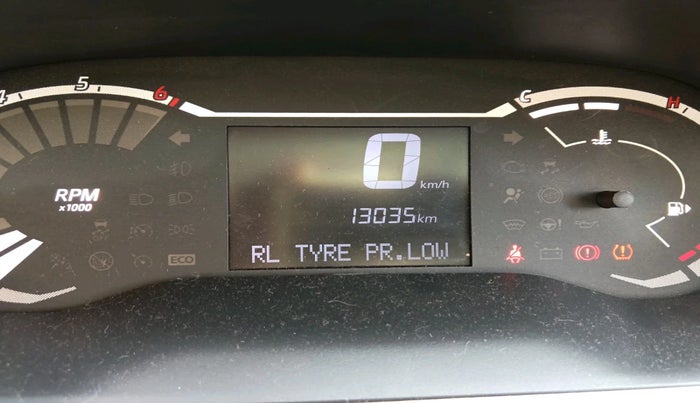 4 5 6
C H
RPM
x1000
0 km/h
13035km
RL TYRE PR.LOW
ECO